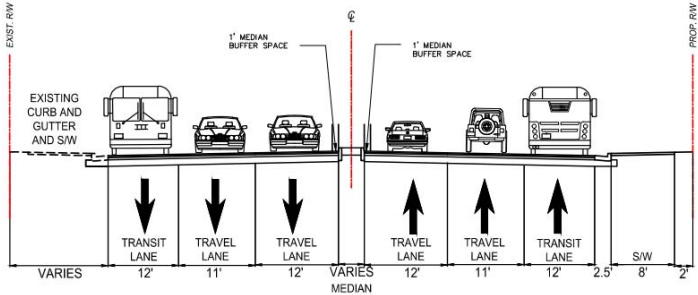 EXIST. R/W
℄
PROP. R/W
1' MEDIAN
BUFFER SPACE
1' MEDIAN
BUFFER SPACE
EXISTING
CURB AND
GUTTER
AND S/W
TRANSIT
LANE
TRAVEL
LANE
TRAVEL
LANE
TRAVEL
LANE
TRAVEL
LANE
TRANSIT
LANE
S/W
VARIES
12'
11'
12'
VARIES
12'
11'
12'
2.5'
8'
2'
MEDIAN